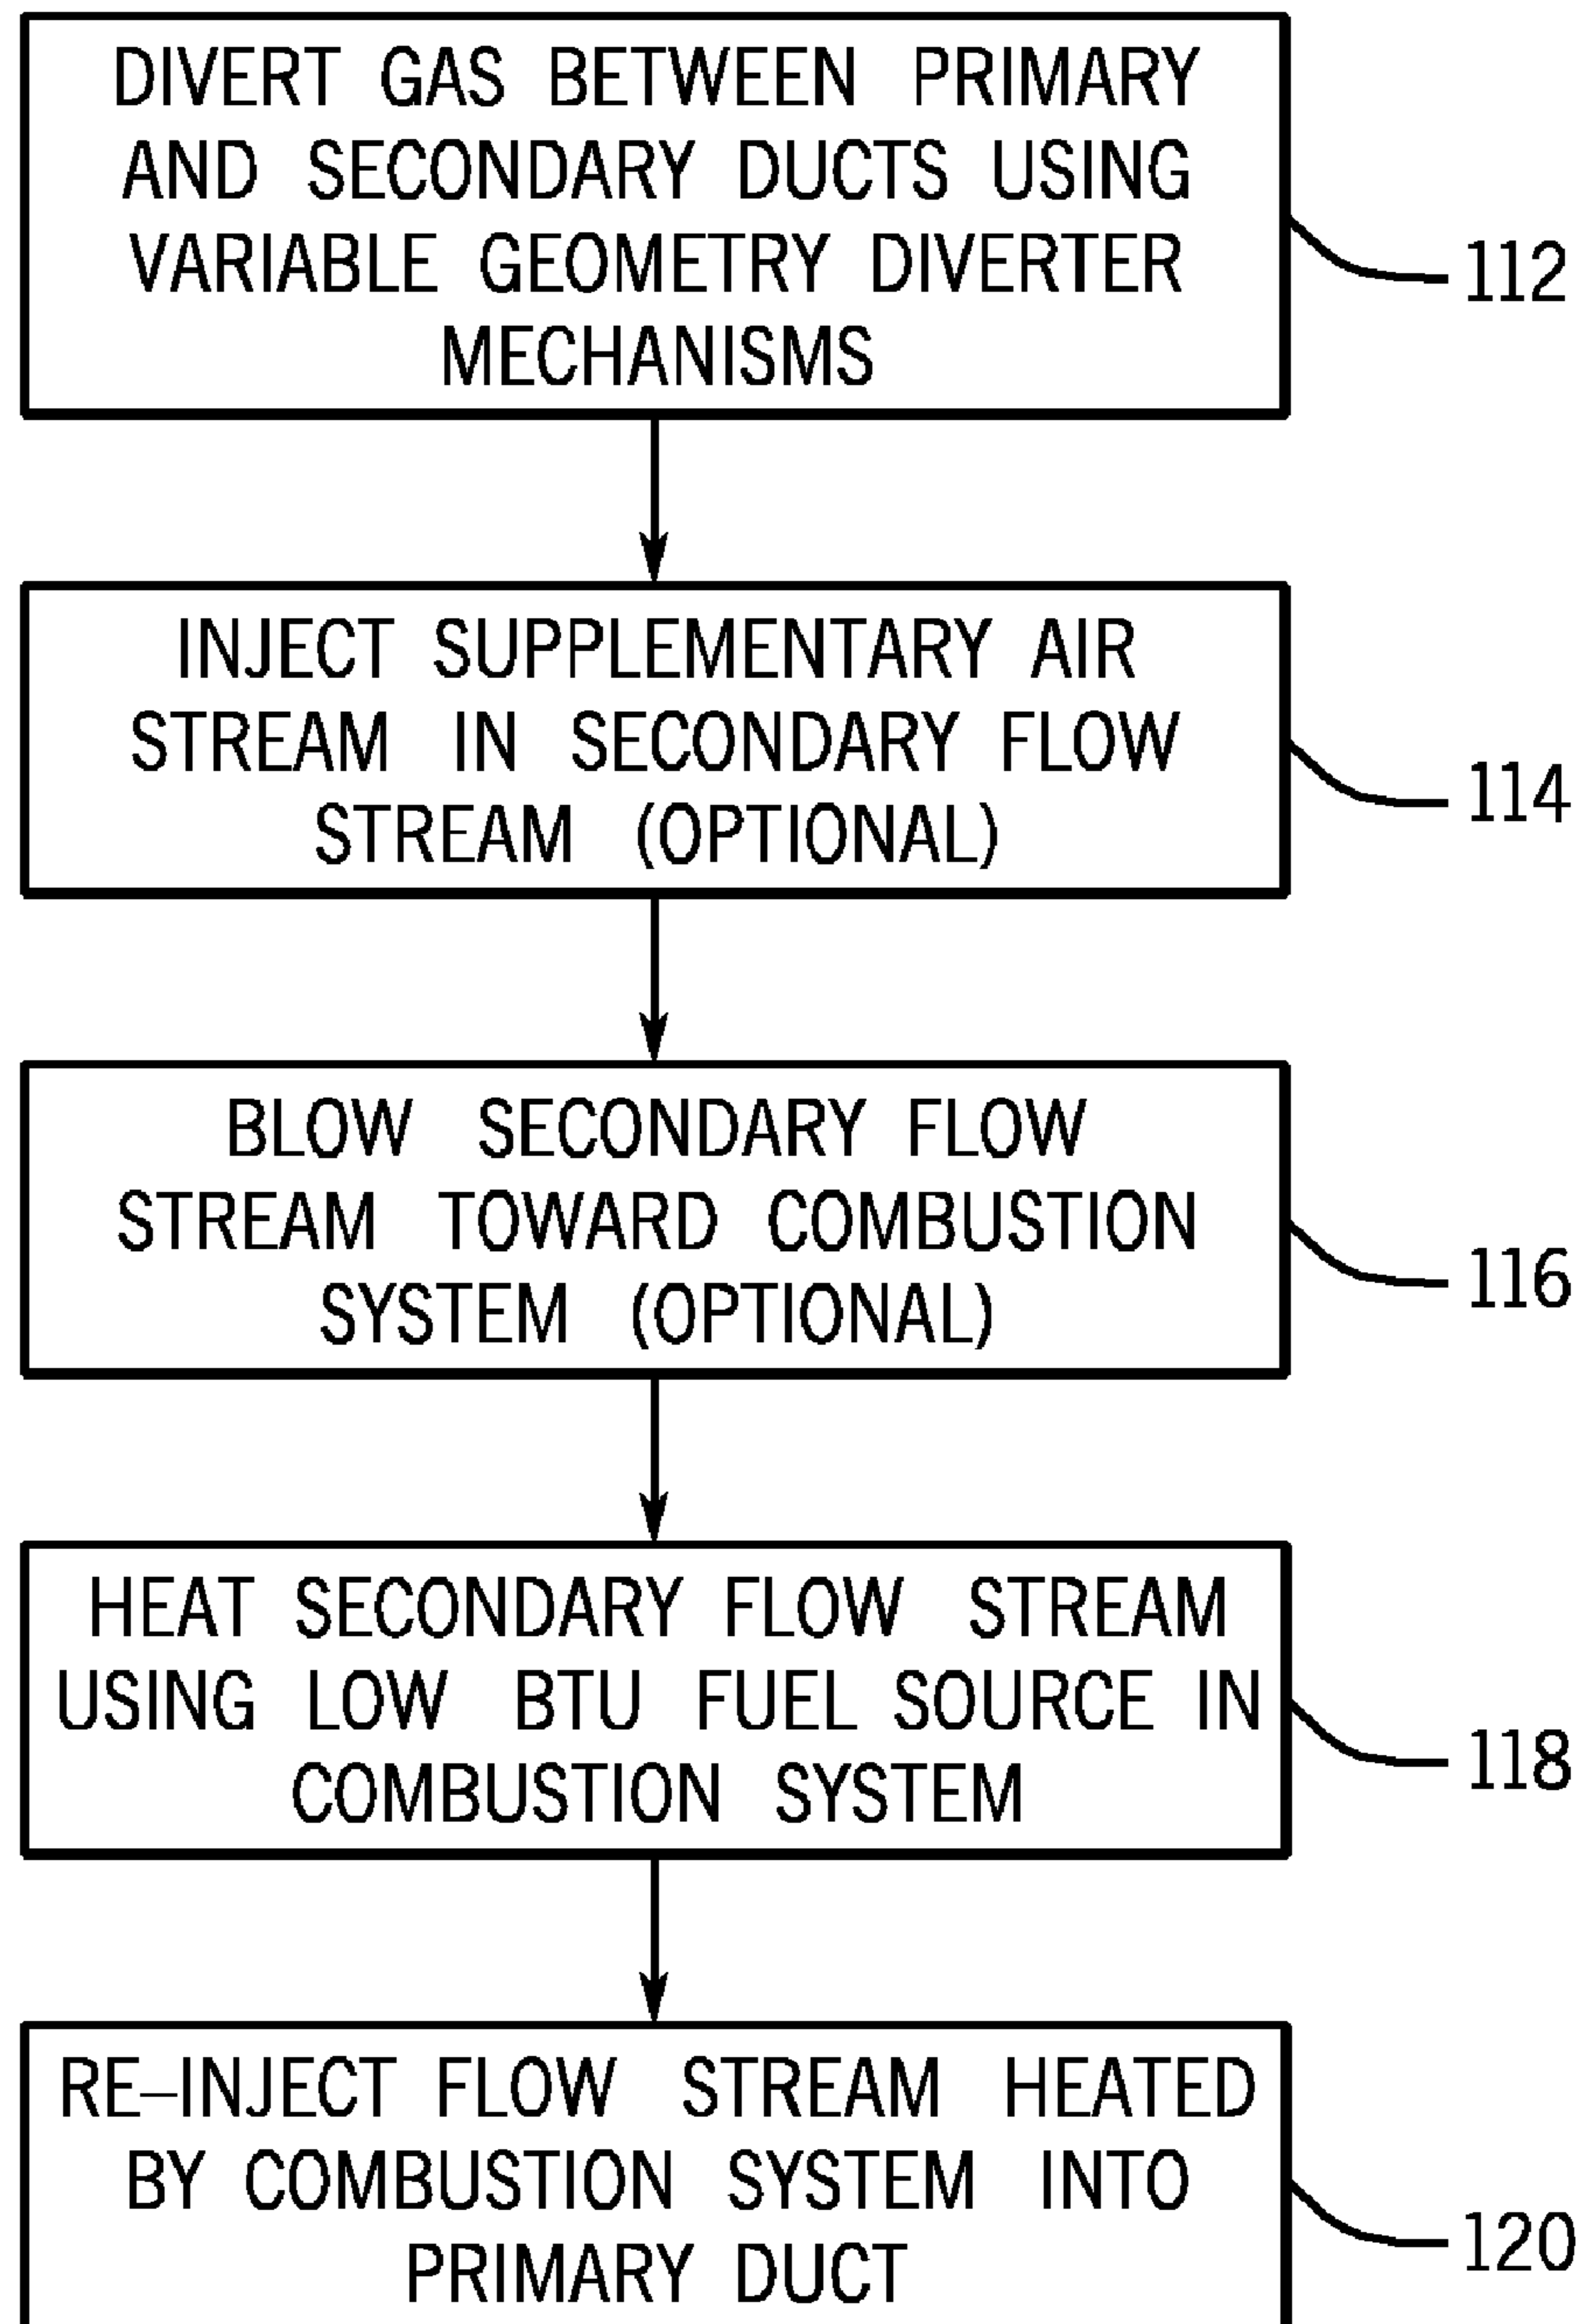 DIVERT GAS BETWEEN PRIMARY
AND SECONDARY DUCTS USING
VARIABLE GEOMETRY DIVERTER
MECHANISMS
112
INJECT SUPPLEMENTARY AIR
STREAM IN SECONDARY FLOW
STREAM (OPTIONAL)
114
BLOW SECONDARY FLOW
STREAM TOWARD COMBUSTION
SYSTEM (OPTIONAL)
116
HEAT SECONDARY FLOW STREAM
USING LOW BTU FUEL SOURCE IN
COMBUSTION SYSTEM
118
RE–INJECT FLOW STREAM HEATED
BY COMBUSTION SYSTEM INTO
PRIMARY DUCT
120